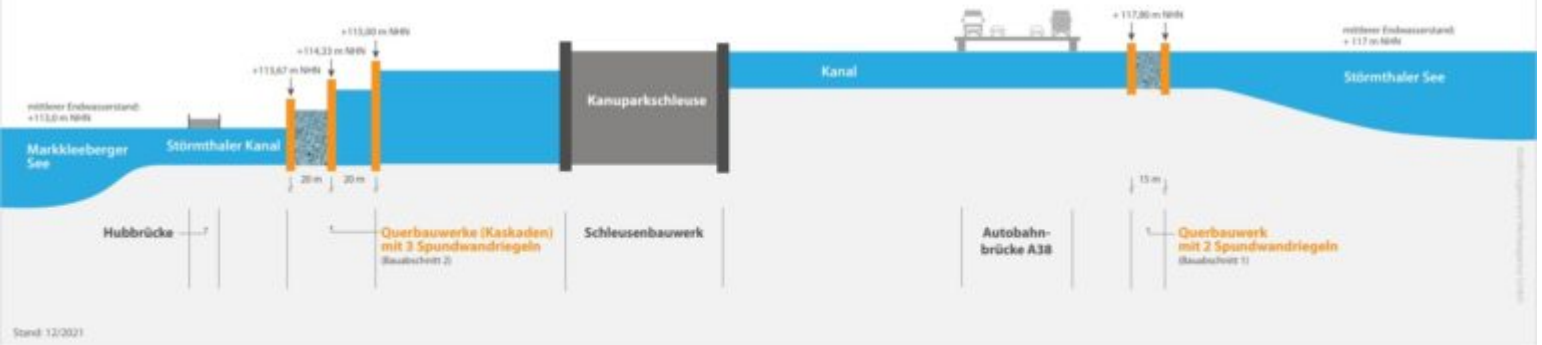 +115,00 m NHN
+114,33 m NHN
+113,67 m NHN
+ 117,80 m NHN
mittlerer Endwasserstand:
+113,0 m NHN
mittlerer Endwasserstand:
+ 117 m NHN
Markkleeberger
See
Störmthaler Kanal
Kanuparkschleuse
Kanal
Störmthaler See
20 m
20 m
15 m
Hubbrücke
Querbauwerke (Kaskaden)
mit 3 Spundwandriegeln
(Bauabschnitt 2)
Schleusenbauwerk
Autobahn-
brücke A38
Querbauwerk
mit 2 Spundwandriegeln
(Bauabschnitt 1)
Stand: 12/2021